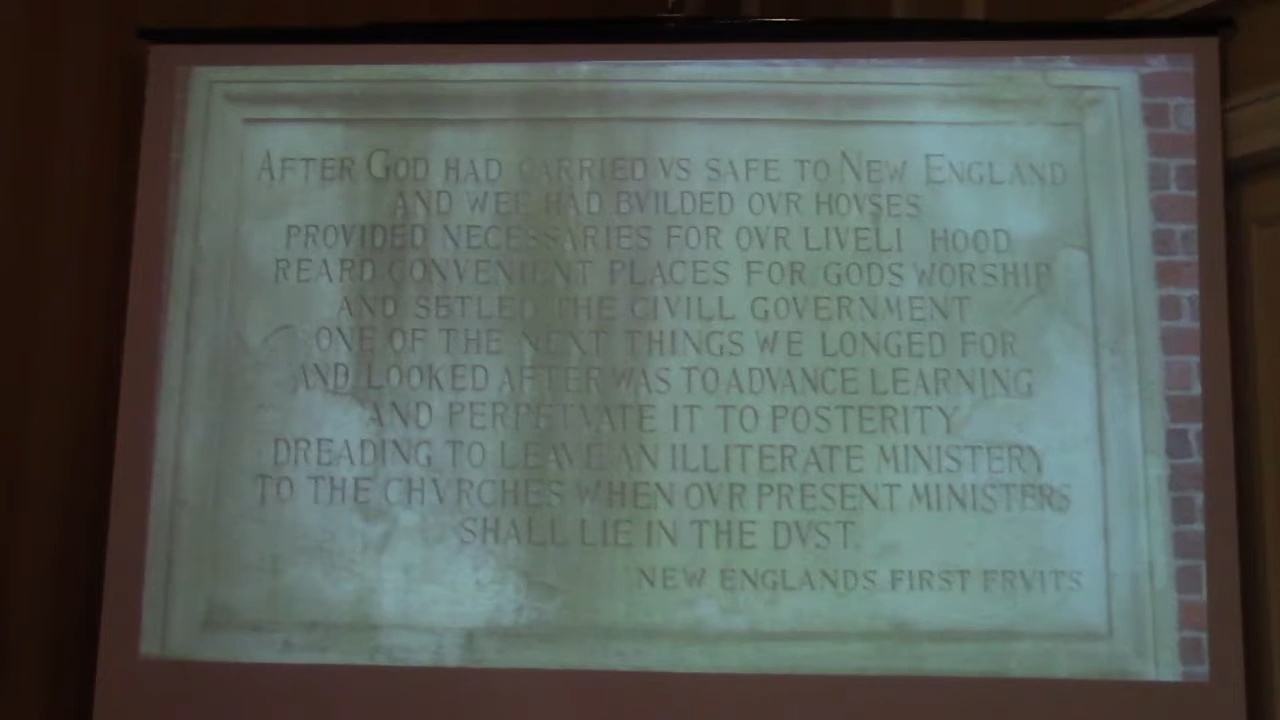 AFTER GOD HAD CARRIED VS SAFE TO NEW ENGLAND
AND WEE HAD BVILDED OVR HOVSES
PROVIDED NECESSARIES FOR OVR LIVELI HOOD
REARD CONVENIENT PLACES FOR GODS WORSHIP
AND SETLED THE CIVILL GOVERNMENT
ONE OF THE NEXT THINGS WE LONGED FOR
AND LOOKED AFTER WAS TO ADVANCE LEARNING
AND PERPETVATE IT TO POSTERITY
DREADING TO LEAVE AN ILLITERATE MINISTERY
TO THE CHVRCHES WHEN OVR PRESENT MINISTERS
SHALL LIE IN THE DVST.
NEW ENGLANDS FIRST FRVITS